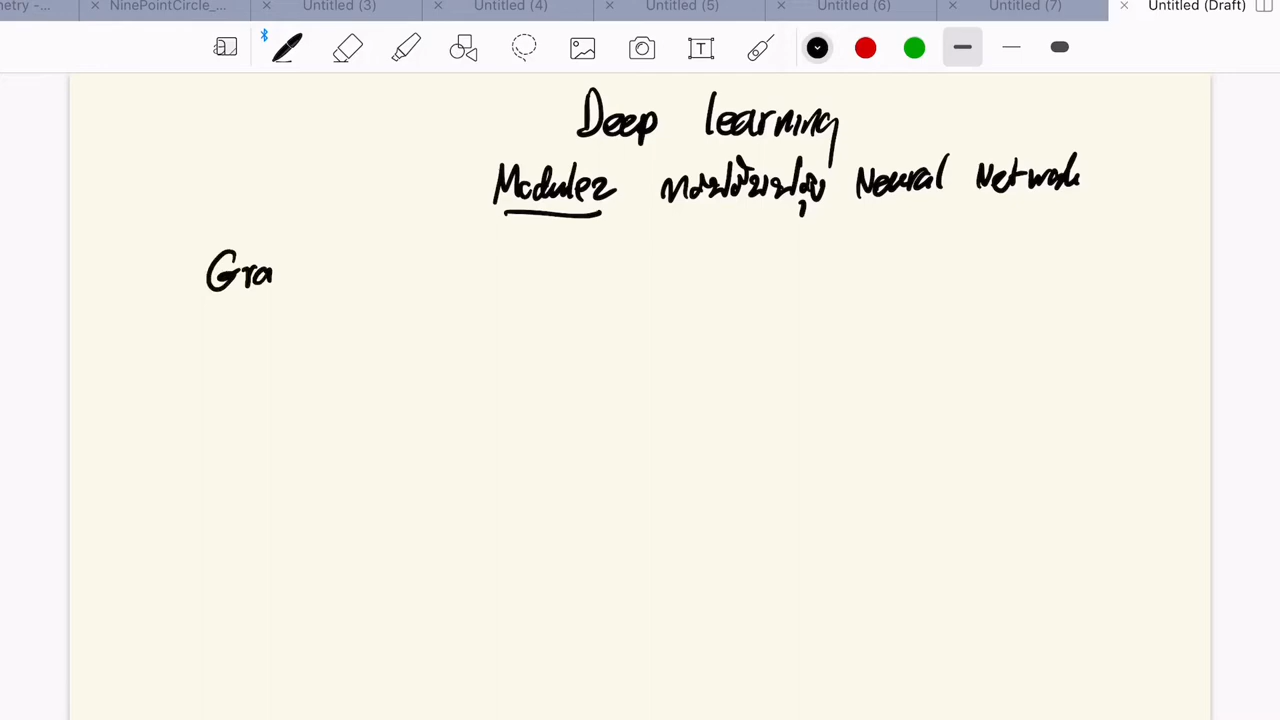 etry -... NinePointCircle_... Untitled (3) Untitled (4) Untitled (5) Untitled (6) Untitled (7) Untitled (Draft)
T
Deep learning
Module2 Neural Network
Gra